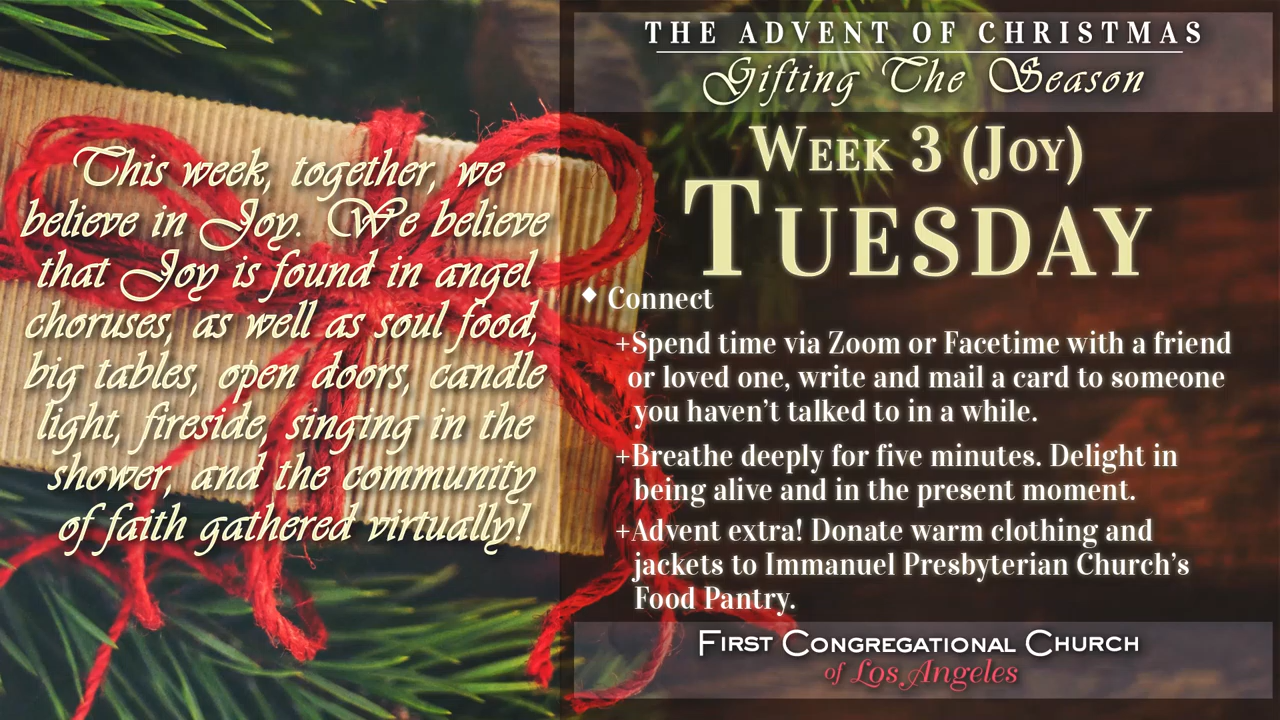 THE ADVENT OF CHRISTMAS
Gifting The Season
This week, together, we
believe in Joy. We believe
that Joy is found in angel
choruses, as well as soul food,
big tables, open doors, candle
light, fireside, singing in the
shower, and the community
of faith gathered virtually!
WEEK 3 (JOY)
TUESDAY
◆ Connect
+Spend time via Zoom or Facetime with a friend
or loved one, write and mail a card to someone
you haven’t talked to in a while.
+Breathe deeply for five minutes. Delight in
being alive and in the present moment.
+Advent extra! Donate warm clothing and
jackets to Immanuel Presbyterian Church’s
Food Pantry.
FIRST CONGREGATIONAL CHURCH
of Los Angeles